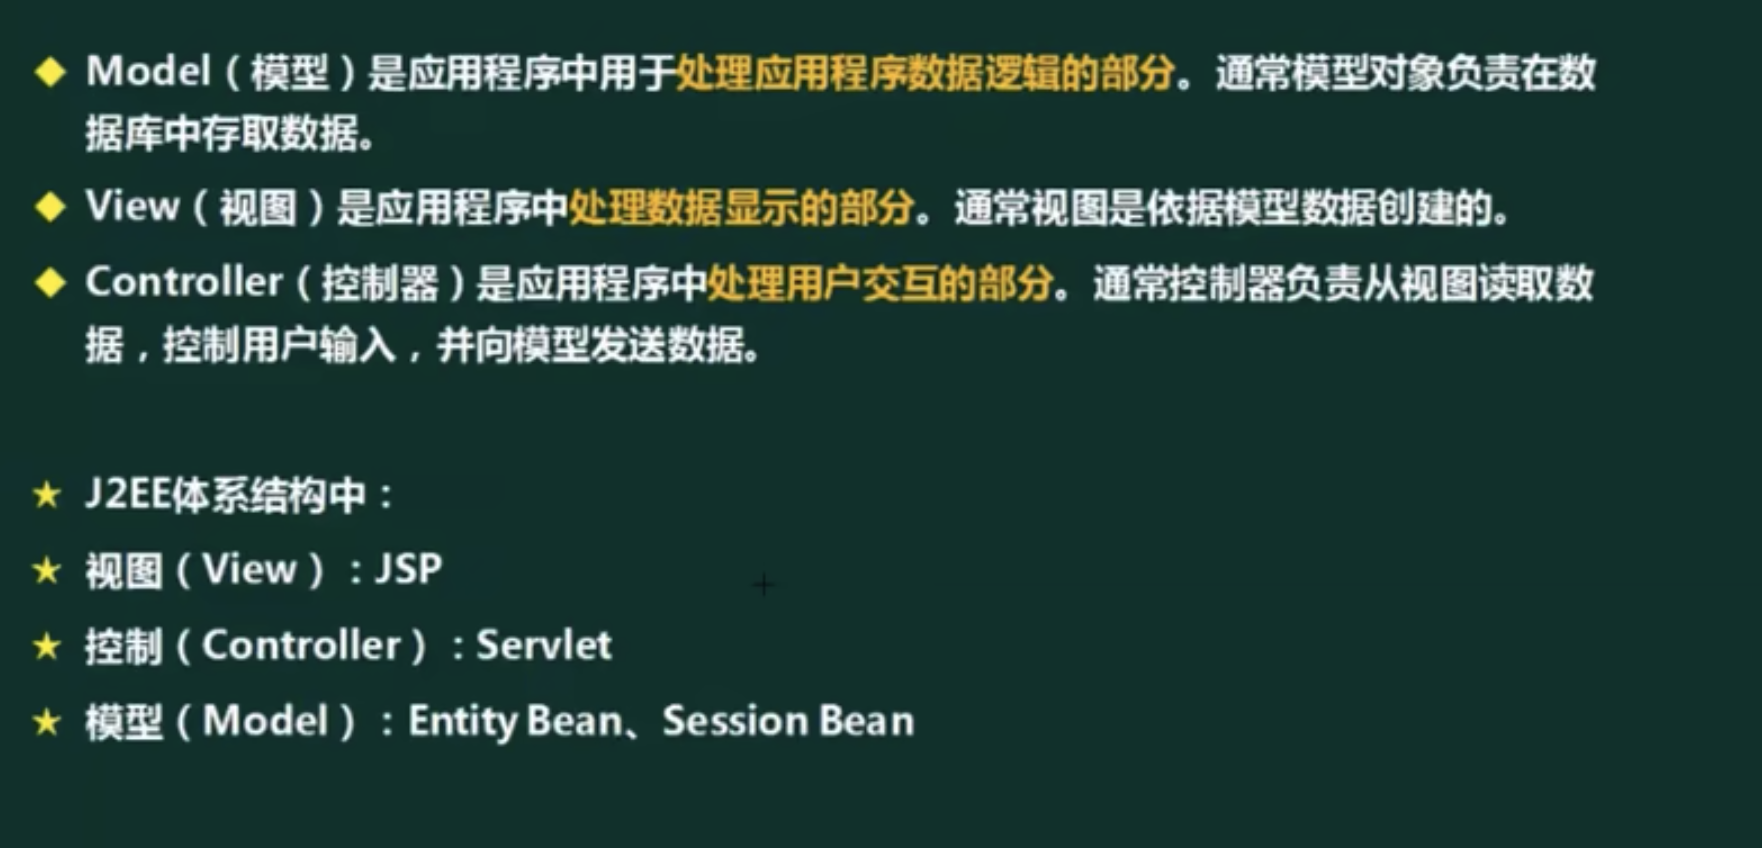 Model（模型）是应用程序中用于处理应用程序数据逻辑的部分。通常模型对象负责在数
据库中存取数据。
View（视图）是应用程序中处理数据显示的部分。通常视图是依据模型数据创建的。
Controller（控制器）是应用程序中处理用户交互的部分。通常控制器负责从视图读取数
据，控制用户输入，并向模型发送数据。
J2EE体系结构中：
视图（View）：JSP
控制（Controller）：Servlet
模型（Model）：Entity Bean、Session Bean